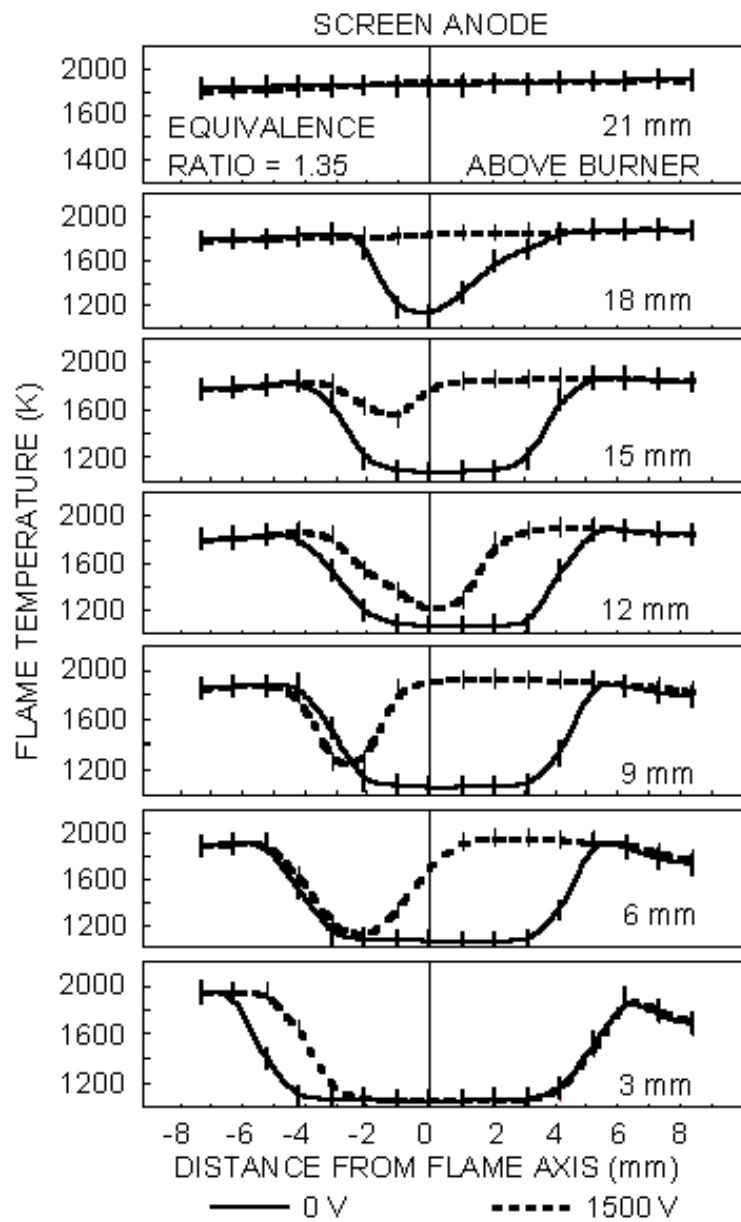 SCREEN ANODE
2000
1800
1400
EQUIVALENCE
RATIO = 1.35
21 mm
ABOVE BURNER
2000
1600
1200
18 mm
2000
1600
1200
15 mm
2000
1600
1200
12 mm
2000
1600
1200
9 mm
2000
1600
1200
6 mm
2000
1600
1200
3 mm
FLAME TEMPERATURE (K)
-8 -6 -4 -2 0 2 4 6 8
DISTANCE FROM FLAME AXIS (mm)
0 V 1500 V